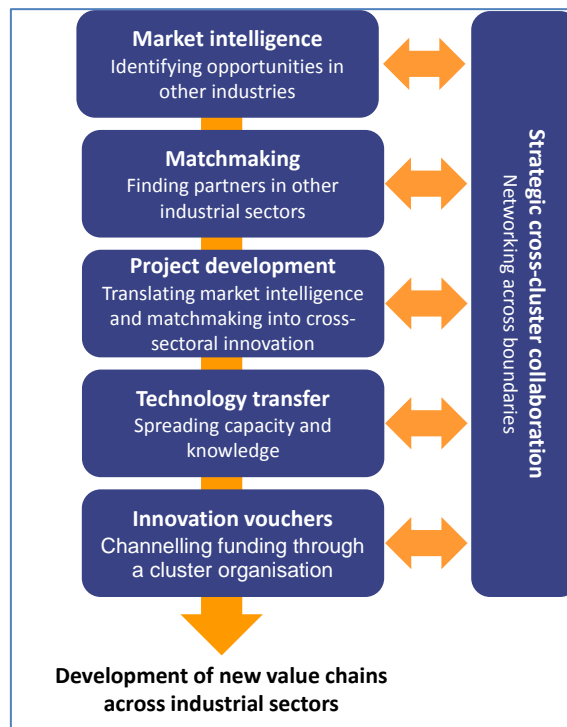 Market intelligence
Identifying opportunities in
other industries
Matchmaking
Finding partners in other
industrial sectors
Project development
Translating market intelligence
and matchmaking into cross-
sectoral innovation
Technology transfer
Spreading capacity and
knowledge
Innovation vouchers
Channelling funding through
a cluster organisation
Strategic cross-cluster collaboration
Networking across boundaries
Development of new value chains
across industrial sectors